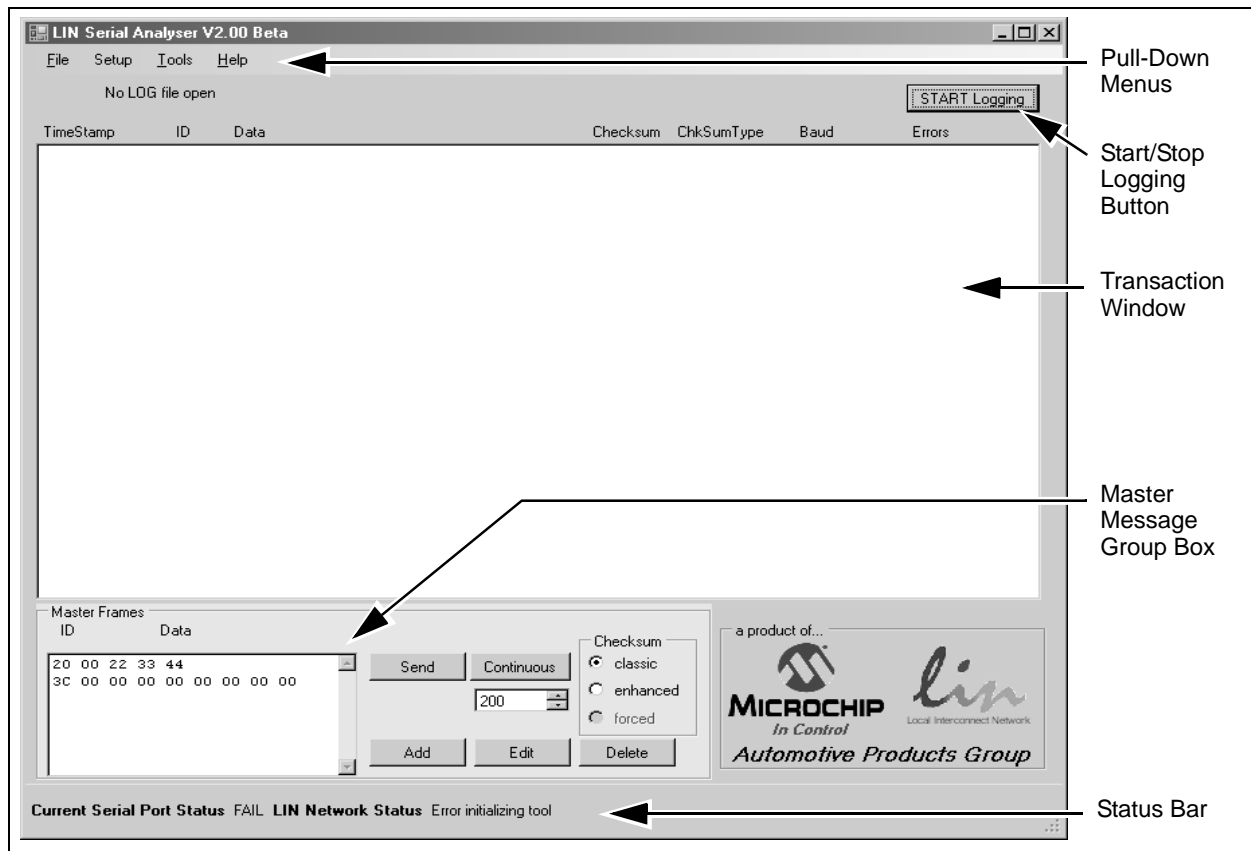 LIN Serial Analyser V2.00 Beta
File Setup Tools Help
Pull-Down
Menus
No LOG file open
START Logging
TimeStamp ID Data Checksum ChkSumType Baud Errors
Start/Stop
Logging
Button
Transaction
Window
Master
Message
Group Box
Master Frames
ID Data
20 00 22 33 44
3C 00 00 00 00 00 00 00 00
Send Continuous
200
Add Edit Delete
Checksum
classic
enhanced
forced
a product of...
MICROCHIP
In Control
lin
Local Interconnect Network
Automotive Products Group
Current Serial Port Status FAIL LIN Network Status Error initializing tool
Status Bar